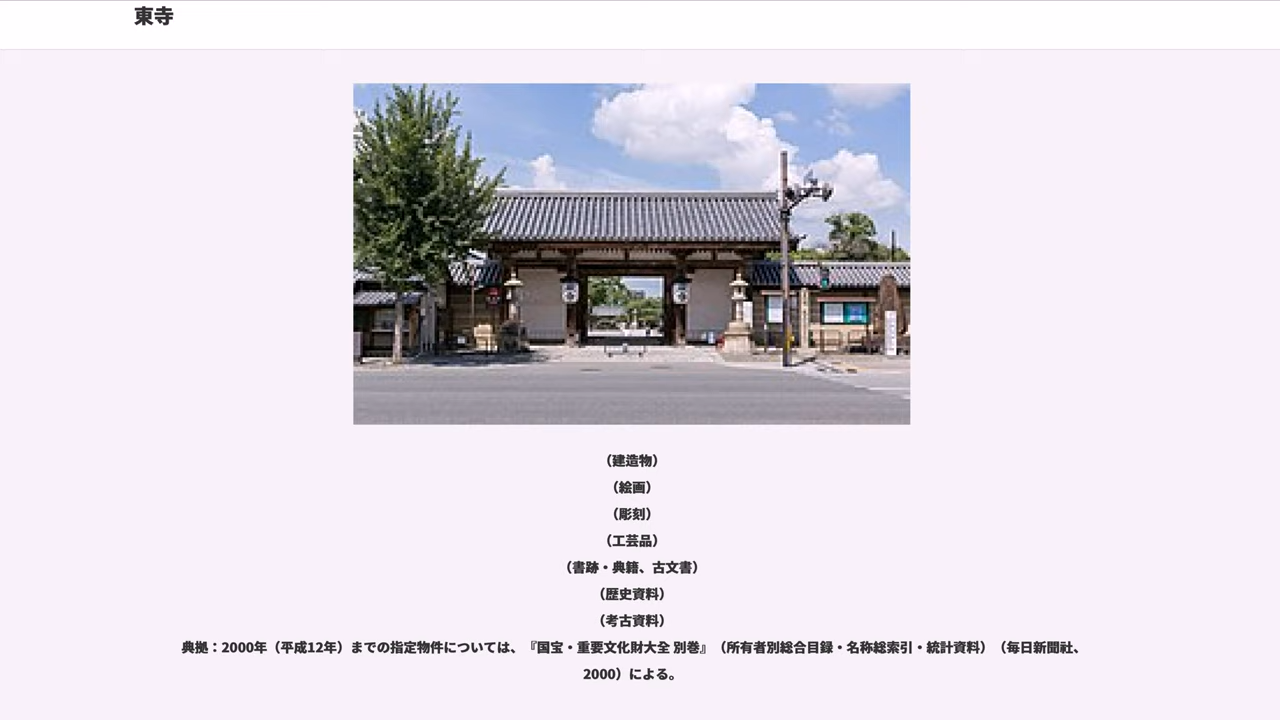 東寺
（建造物）
（絵画）
（彫刻）
（工芸品）
（書跡・典籍、古文書）
（歴史資料）
（考古資料）
典拠：2000年（平成12年）までの指定物件については、『国宝・重要文化財大全 別巻』（所有者別総合目録・名称総索引・統計資料）（毎日新聞社、
2000）による。